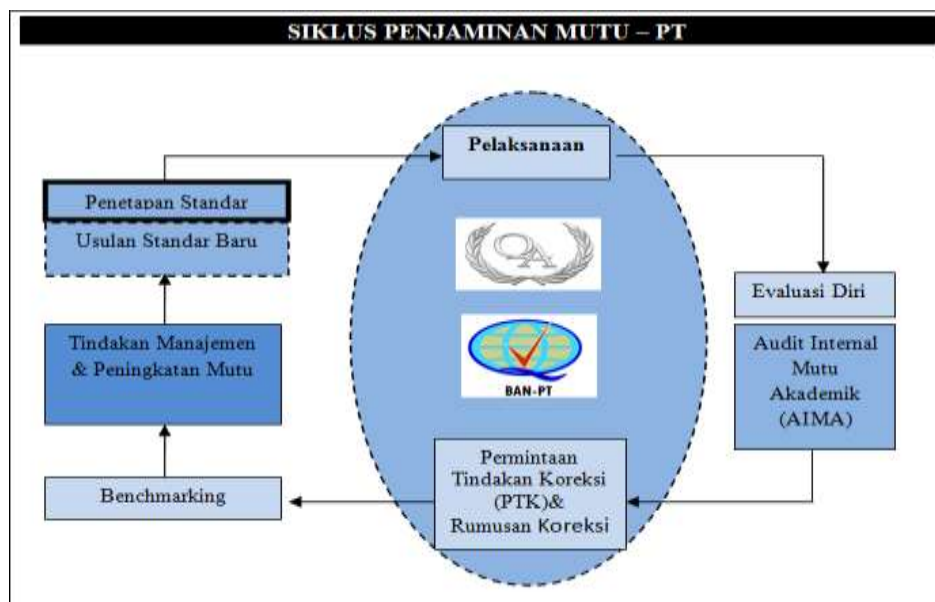 SIKLUS PENJAMINAN MUTU – PT
Pelaksanaan
Penetapan Standar
Usulan Standar Baru
QA
Evaluasi Diri
Tindakan Manajemen
& Peningkatan Mutu
BAN-PT
Audit Internal
Mutu
Akademik
(AIMA)
Permintaan
Tindakan Koreksi
(PTK)&
Rumusan Koreksi
Benchmarking